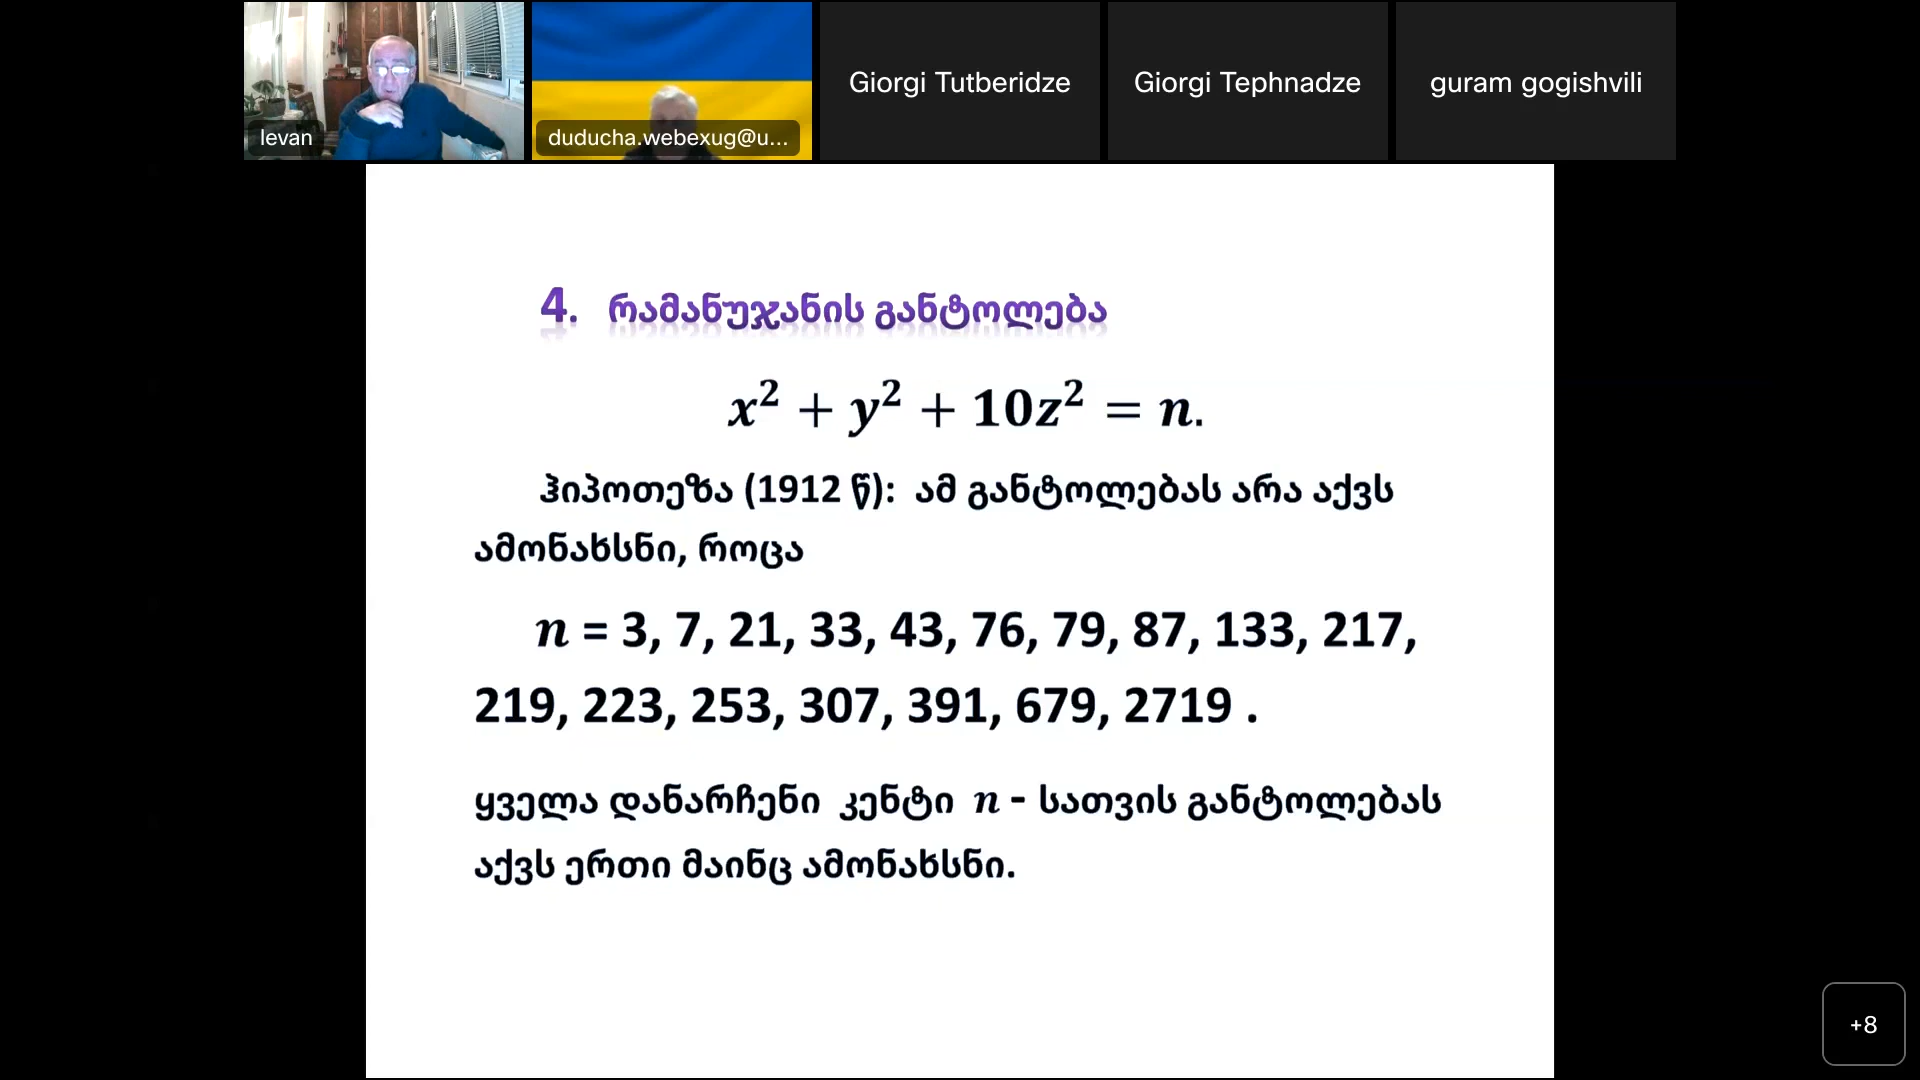 levan
duducha.webexug@u...
Giorgi Tutberidze
Giorgi Tephnadze
guram gogishvili
4. რამანუჯანის განტოლება
x² + y² + 10z² = n.
ჰიპოთეზა (1912 წ): ამ განტოლებას არა აქვს
ამონახსნი, როცა
n = 3, 7, 21, 33, 43, 76, 79, 87, 133, 217,
219, 223, 253, 307, 391, 679, 2719 .
ყველა დანარჩენი კენტი n - სათვის განტოლებას
აქვს ერთი მაინც ამონახსნი.
+8